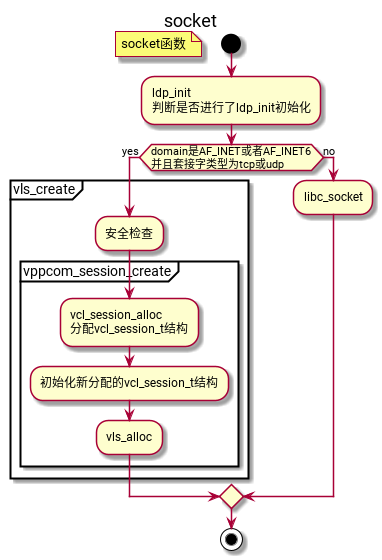 socket
socket函数
ldp_init
判断是否进行了ldp_init初始化
yes
domain是AF_INET或者AF_INET6
并且套接字类型为tcp或udp
no
vls_create
libc_socket
安全检查
vppcom_session_create
vcl_session_alloc
分配vcl_session_t结构
初始化新分配的vcl_session_t结构
vls_alloc